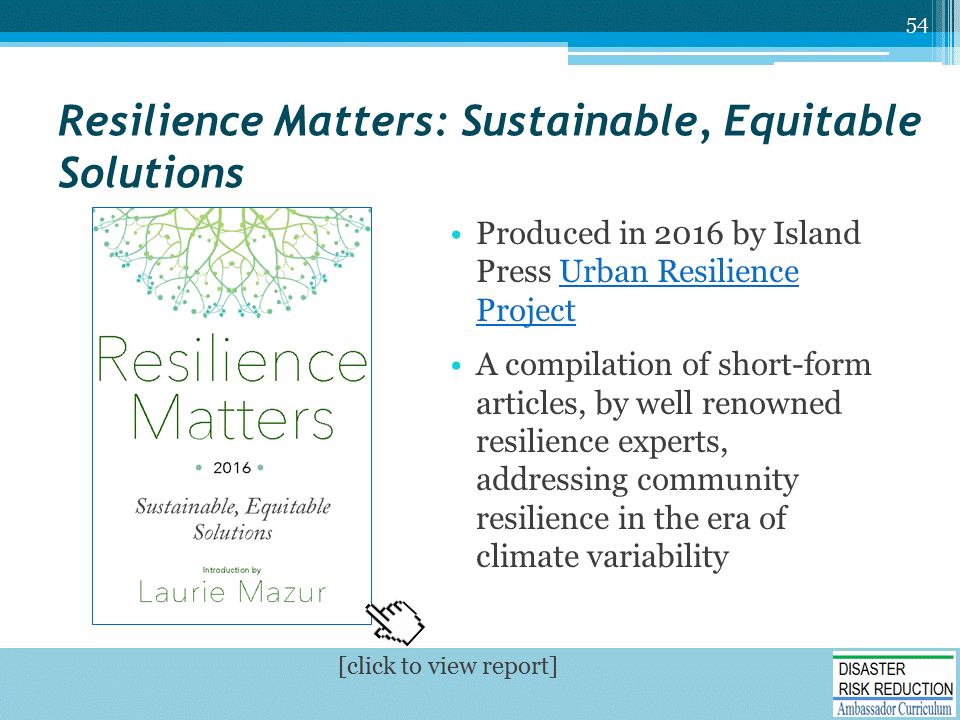 54
Resilience Matters: Sustainable, Equitable
Solutions
Resilience
Matters
• 2016 •
Sustainable, Equitable
Solutions
Introduction by
Laurie Mazur
• Produced in 2016 by Island
Press Urban Resilience
Project
• A compilation of short-form
articles, by well renowned
resilience experts,
addressing community
resilience in the era of
climate variability
[click to view report]
DISASTER
RISK REDUCTION
Ambassador Curriculum